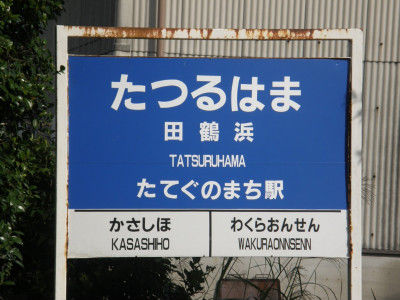 たつるはま
田鶴浜
TATSURUHAMA
たてぐのまち駅
かさしほ
KASASHIHO
わくらおんせん
WAKURAONNSENN